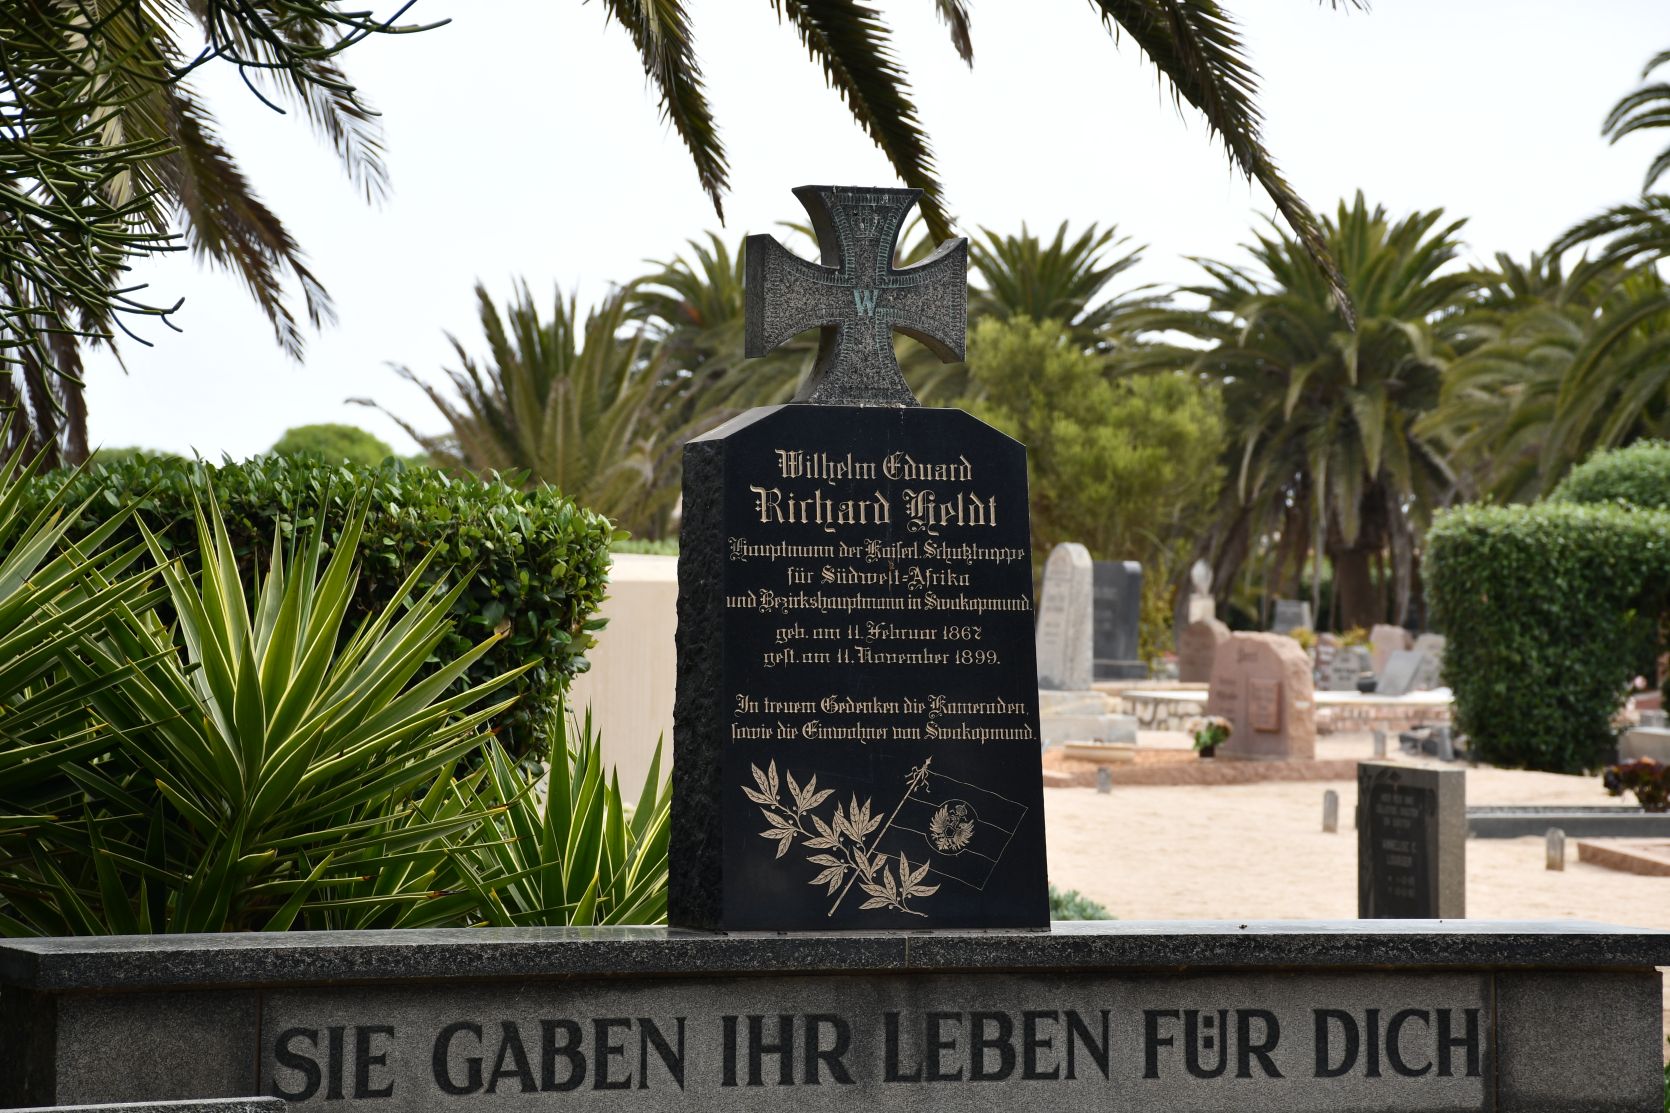 W
Wilhelm Eduard
Richard Heldt
Hauptmann der Kaiserl. Schutztruppe
für Südwest-Afrika
und Bezirkshauptmann in Swakopmund.
geb. am 11. Februar 1867
gest. am 11. November 1899.
In treuem Gedenken die Kameraden,
sowie die Einwohner von Swakopmund.
SIE GABEN IHR LEBEN FÜR DICH